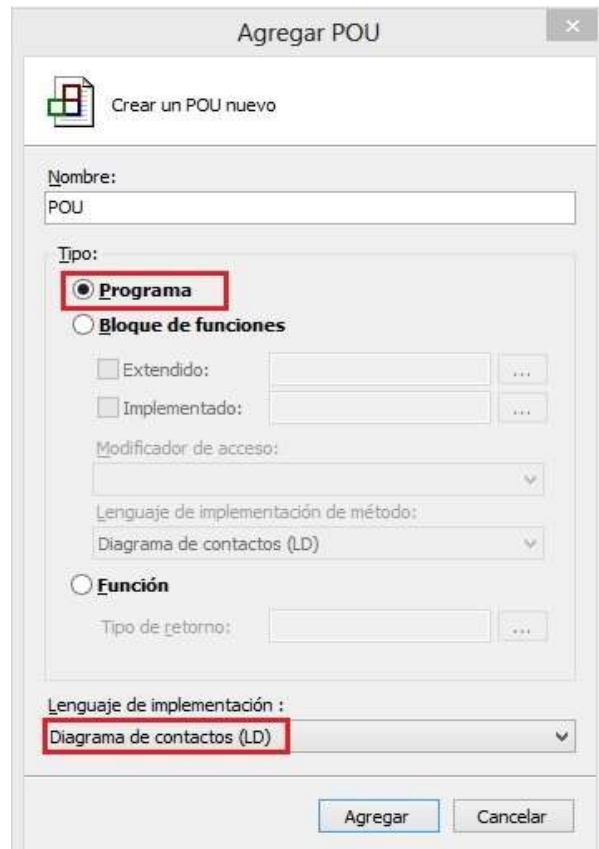 Agregar POU
Crear un POU nuevo
Nombre:
POU
Tipo:
Programa
Bloque de funciones
Extendido:
...
Implementado:
...
Modificador de acceso:
Lenguaje de implementación de método:
Diagrama de contactos (LD)
Función
Tipo de retorno:
...
Lenguaje de implementación :
Diagrama de contactos (LD)
Agregar Cancelar